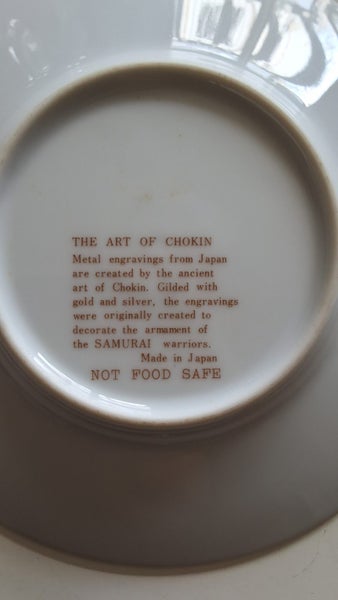 THE ART OF CHOKIN
Metal engravings from Japan
are created by the ancient
art of Chokin. Gilded with
gold and silver, the engravings
were originally created to
decorate the armament of
the SAMURAI warriors.
Made in Japan
NOT FOOD SAFE